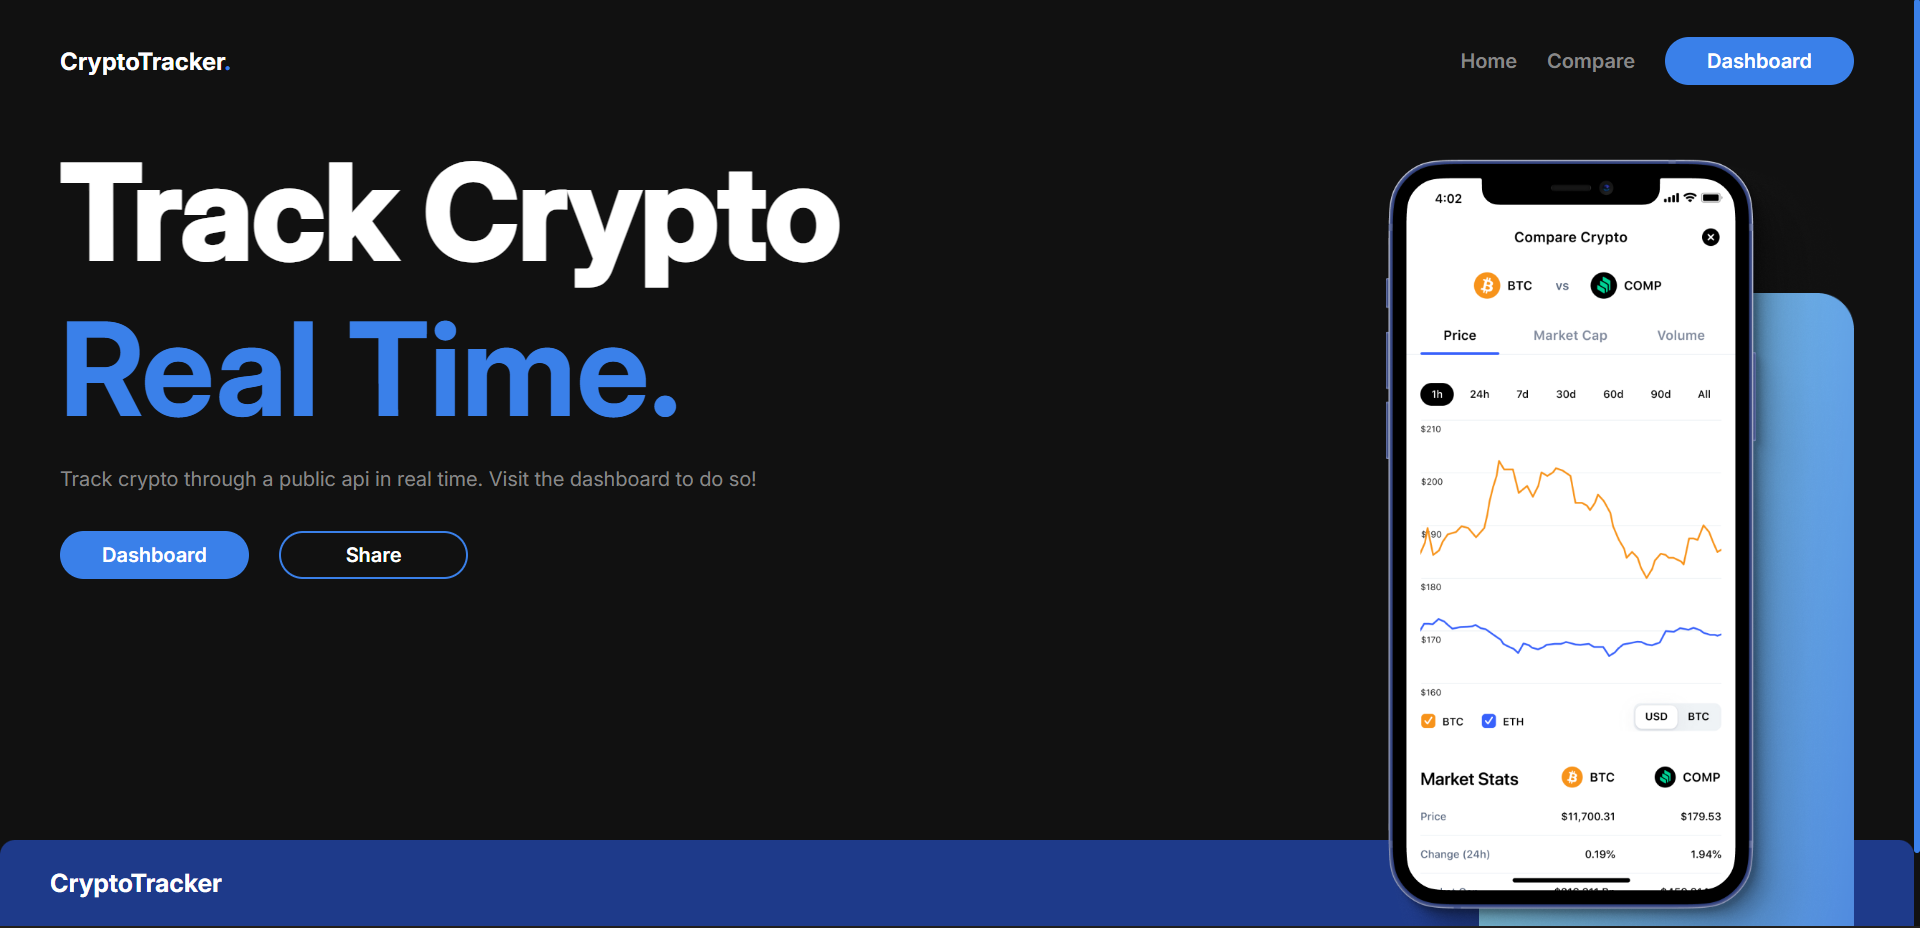 CryptoTracker.
Home Compare Dashboard
Track Crypto
Real Time.
Track crypto through a public api in real time. Visit the dashboard to do so!
Dashboard Share
4:02
Compare Crypto
BTC vs COMP
Price Market Cap Volume
1h 24h 7d 30d 60d 90d All
$210
$200
$190
$180
$170
$160
BTC ETH USD BTC
Market Stats BTC COMP
Price $11,700.31 $179.53
Change (24h) 0.19% 1.94%
CryptoTracker